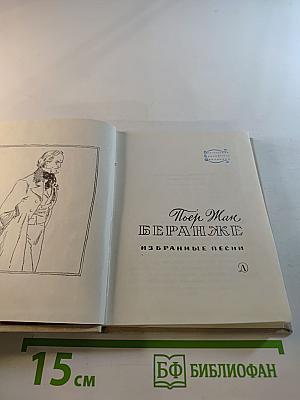 Пьер Жан
БЕРАНЖЕ
ИЗБРАННЫЕ ПЕСНИ
15 СМ
БФ БИБЛИОФАН